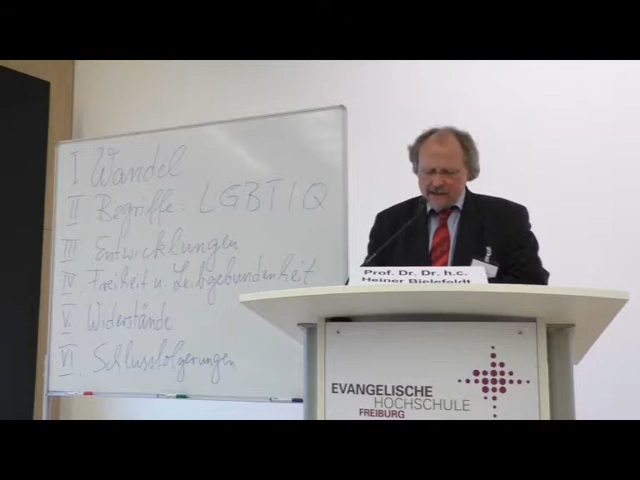 I Wandel
II Begriffe: LGBTIQ
III Entwicklungen
IV Freiheit u. Leibgebundenheit
V. Widerstände
VI Schlussfolgerungen
Prof. Dr. Dr. h.c.
Heiner Bielefeldt
EVANGELISCHE
HOCHSCHULE
FREIBURG